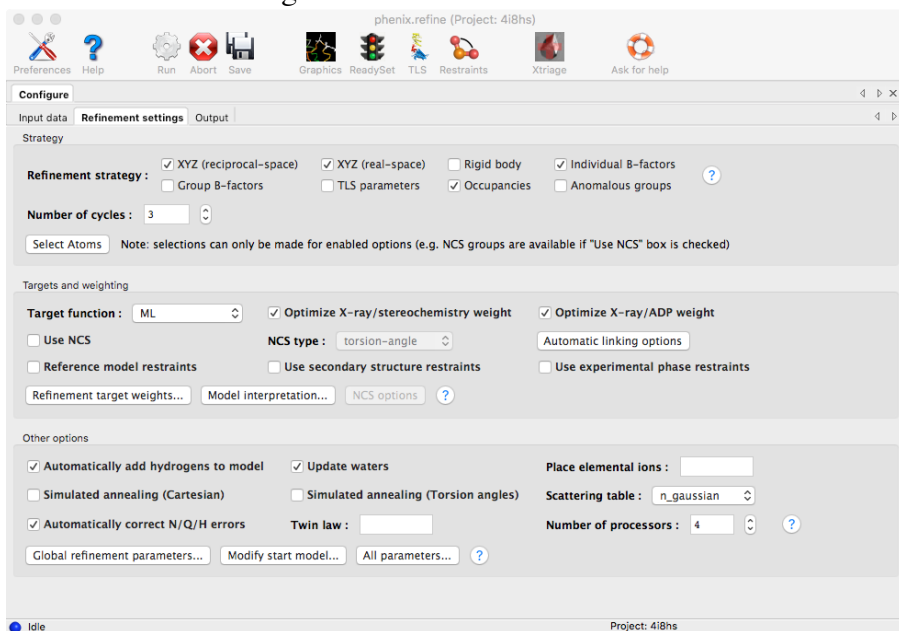 phenix.refine (Project: 4i8hs)
Preferences Help Run Abort Save Graphics ReadySet TLS Restraints Xtriage Ask for help
Configure
Input data Refinement settings Output
Strategy
Refinement strategy : XYZ (reciprocal-space) XYZ (real-space) Rigid body Individual B-factors ?
Group B-factors TLS parameters Occupancies Anomalous groups
Number of cycles : 3
Select Atoms Note: selections can only be made for enabled options (e.g. NCS groups are available if "Use NCS" box is checked)
Targets and weighting
Target function : ML Optimize X-ray/stereochemistry weight Optimize X-ray/ADP weight
Use NCS NCS type : torsion-angle Automatic linking options
Reference model restraints Use secondary structure restraints Use experimental phase restraints
Refinement target weights... Model interpretation... NCS options ?
Other options
Automatically add hydrogens to model Update waters Place elemental ions :
Simulated annealing (Cartesian) Simulated annealing (Torsion angles) Scattering table : n_gaussian
Automatically correct N/Q/H errors Twin law : Number of processors : 4 ?
Global refinement parameters... Modify start model... All parameters... ?
Idle Project: 4i8hs